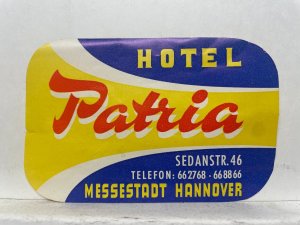 HOTEL
Patria
SEDANSTR. 46
TELEFON: 662768 - 668866
MESSESTADT HANNOVER